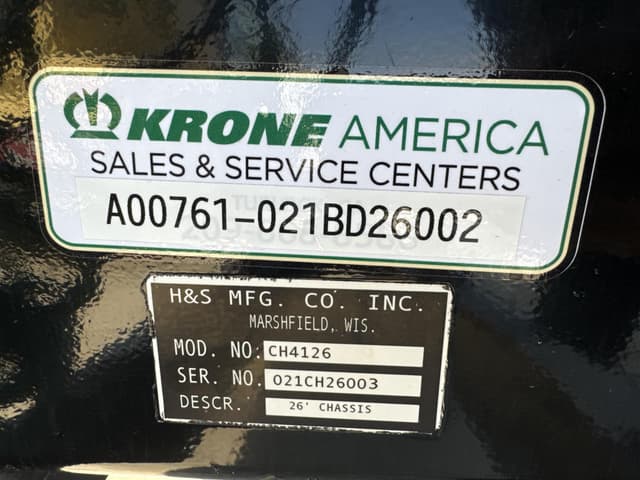 KRONE AMERICA
SALES & SERVICE CENTERS
A00761-021BD26002
H&S MFG. CO. INC.
MARSHFIELD, WIS.
MOD. NO: CH4126
SER. NO. 021CH26003
DESCR. 26' CHASSIS